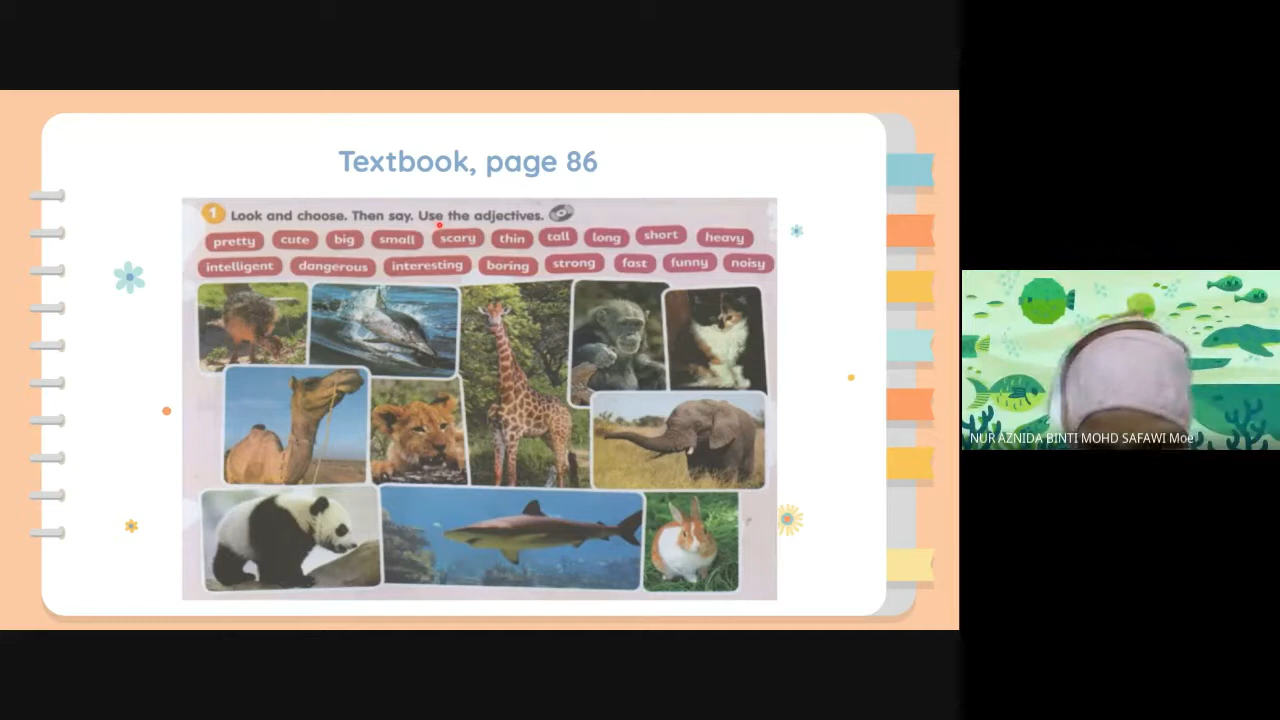 Textbook, page 86
1 Look and choose. Then say. Use the adjectives.
pretty cute big small scary thin tall long short heavy
intelligent dangerous interesting boring strong fast funny noisy
NUR AZNIDA BINTI MOHD SAFAWI Moe